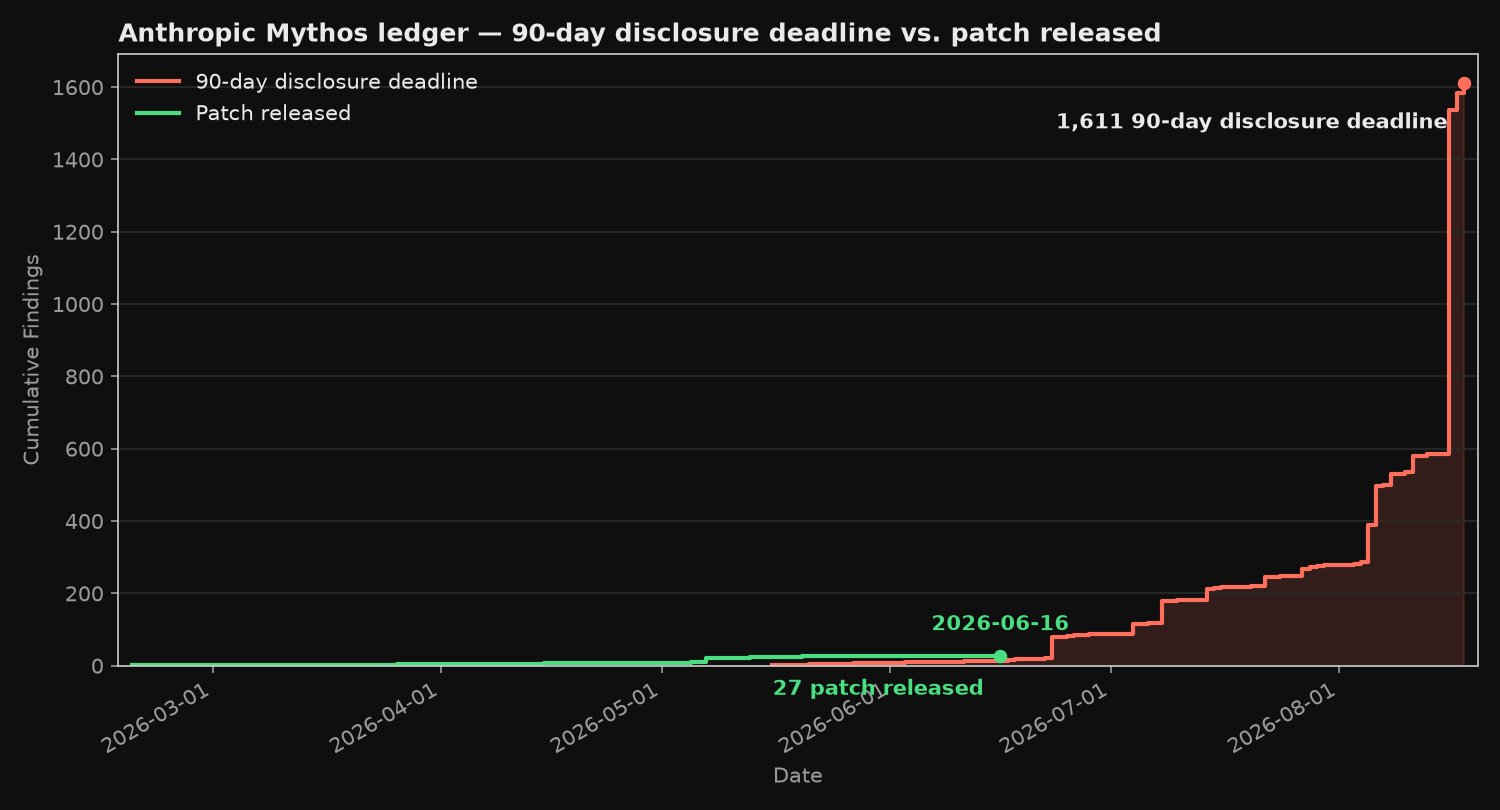 Anthropic Mythos ledger — 90-day disclosure deadline vs. patch released
90-day disclosure deadline
Patch released
1,611 90-day disclosure deadline
2026-06-16
27 patch released
Cumulative Findings
1600
1400
1200
1000
800
600
400
200
0
2026-03-01
2026-04-01
2026-05-01
2026-06-01
2026-07-01
2026-08-01
Date